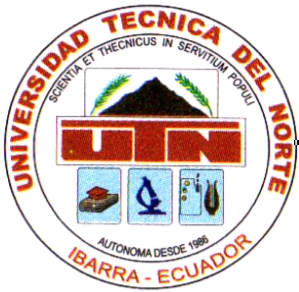 UNIVERSIDAD TECNICA DEL NORTE
SCIENTIA ET THECNICUS IN SERVITIUM POPULI
UTN
AUTONOMA DESDE 1986
IBARRA - ECUADOR